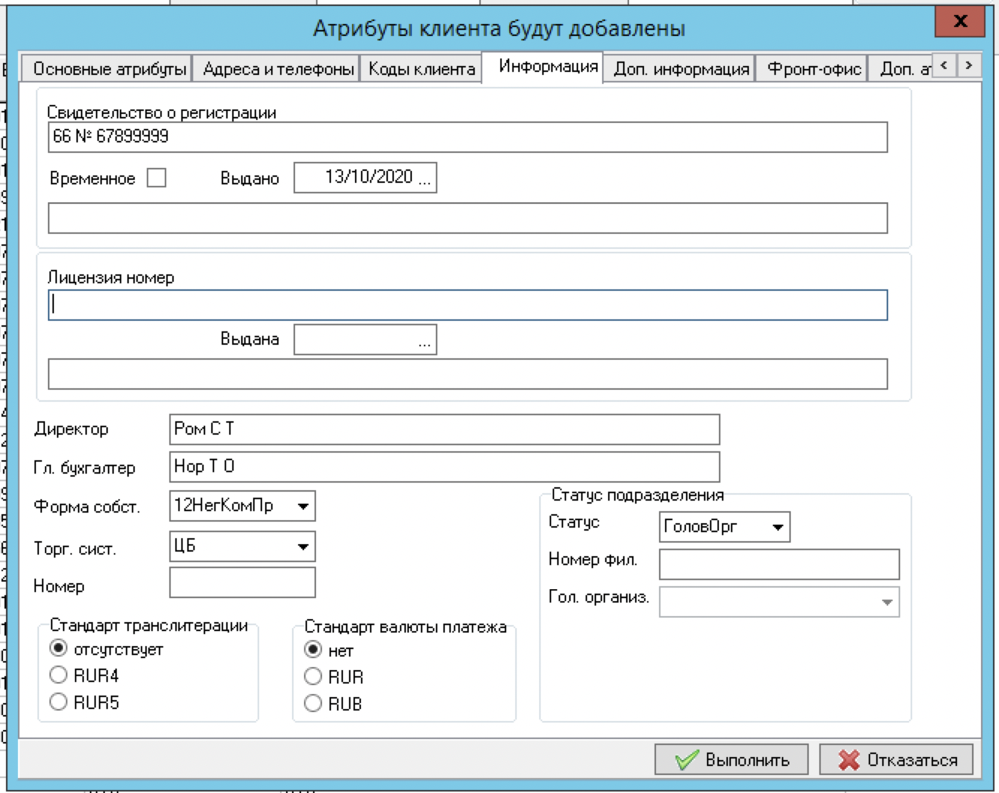 Атрибуты клиента будут добавлены
x
Основные атрибуты Адреса и телефоны Коды клиента Информация Доп. информация Фронт-офис Доп. < >
Свидетельство о регистрации
66 № 67899999
Временное Выдано 13/10/2020 ...
Лицензия номер
Выдана ...
Директор Ром С Т
Гл. бухгалтер Нор Т О
Форма собст. 12НегКомПр
Торг. сист. ЦБ
Номер
Статус подразделения
Статус ГоловОрг
Номер фил.
Гол. организ.
Стандарт транслитерации
отсутствует
RUR4
RUR5
Стандарт валюты платежа
нет
RUR
RUB
Выполнить Отказаться